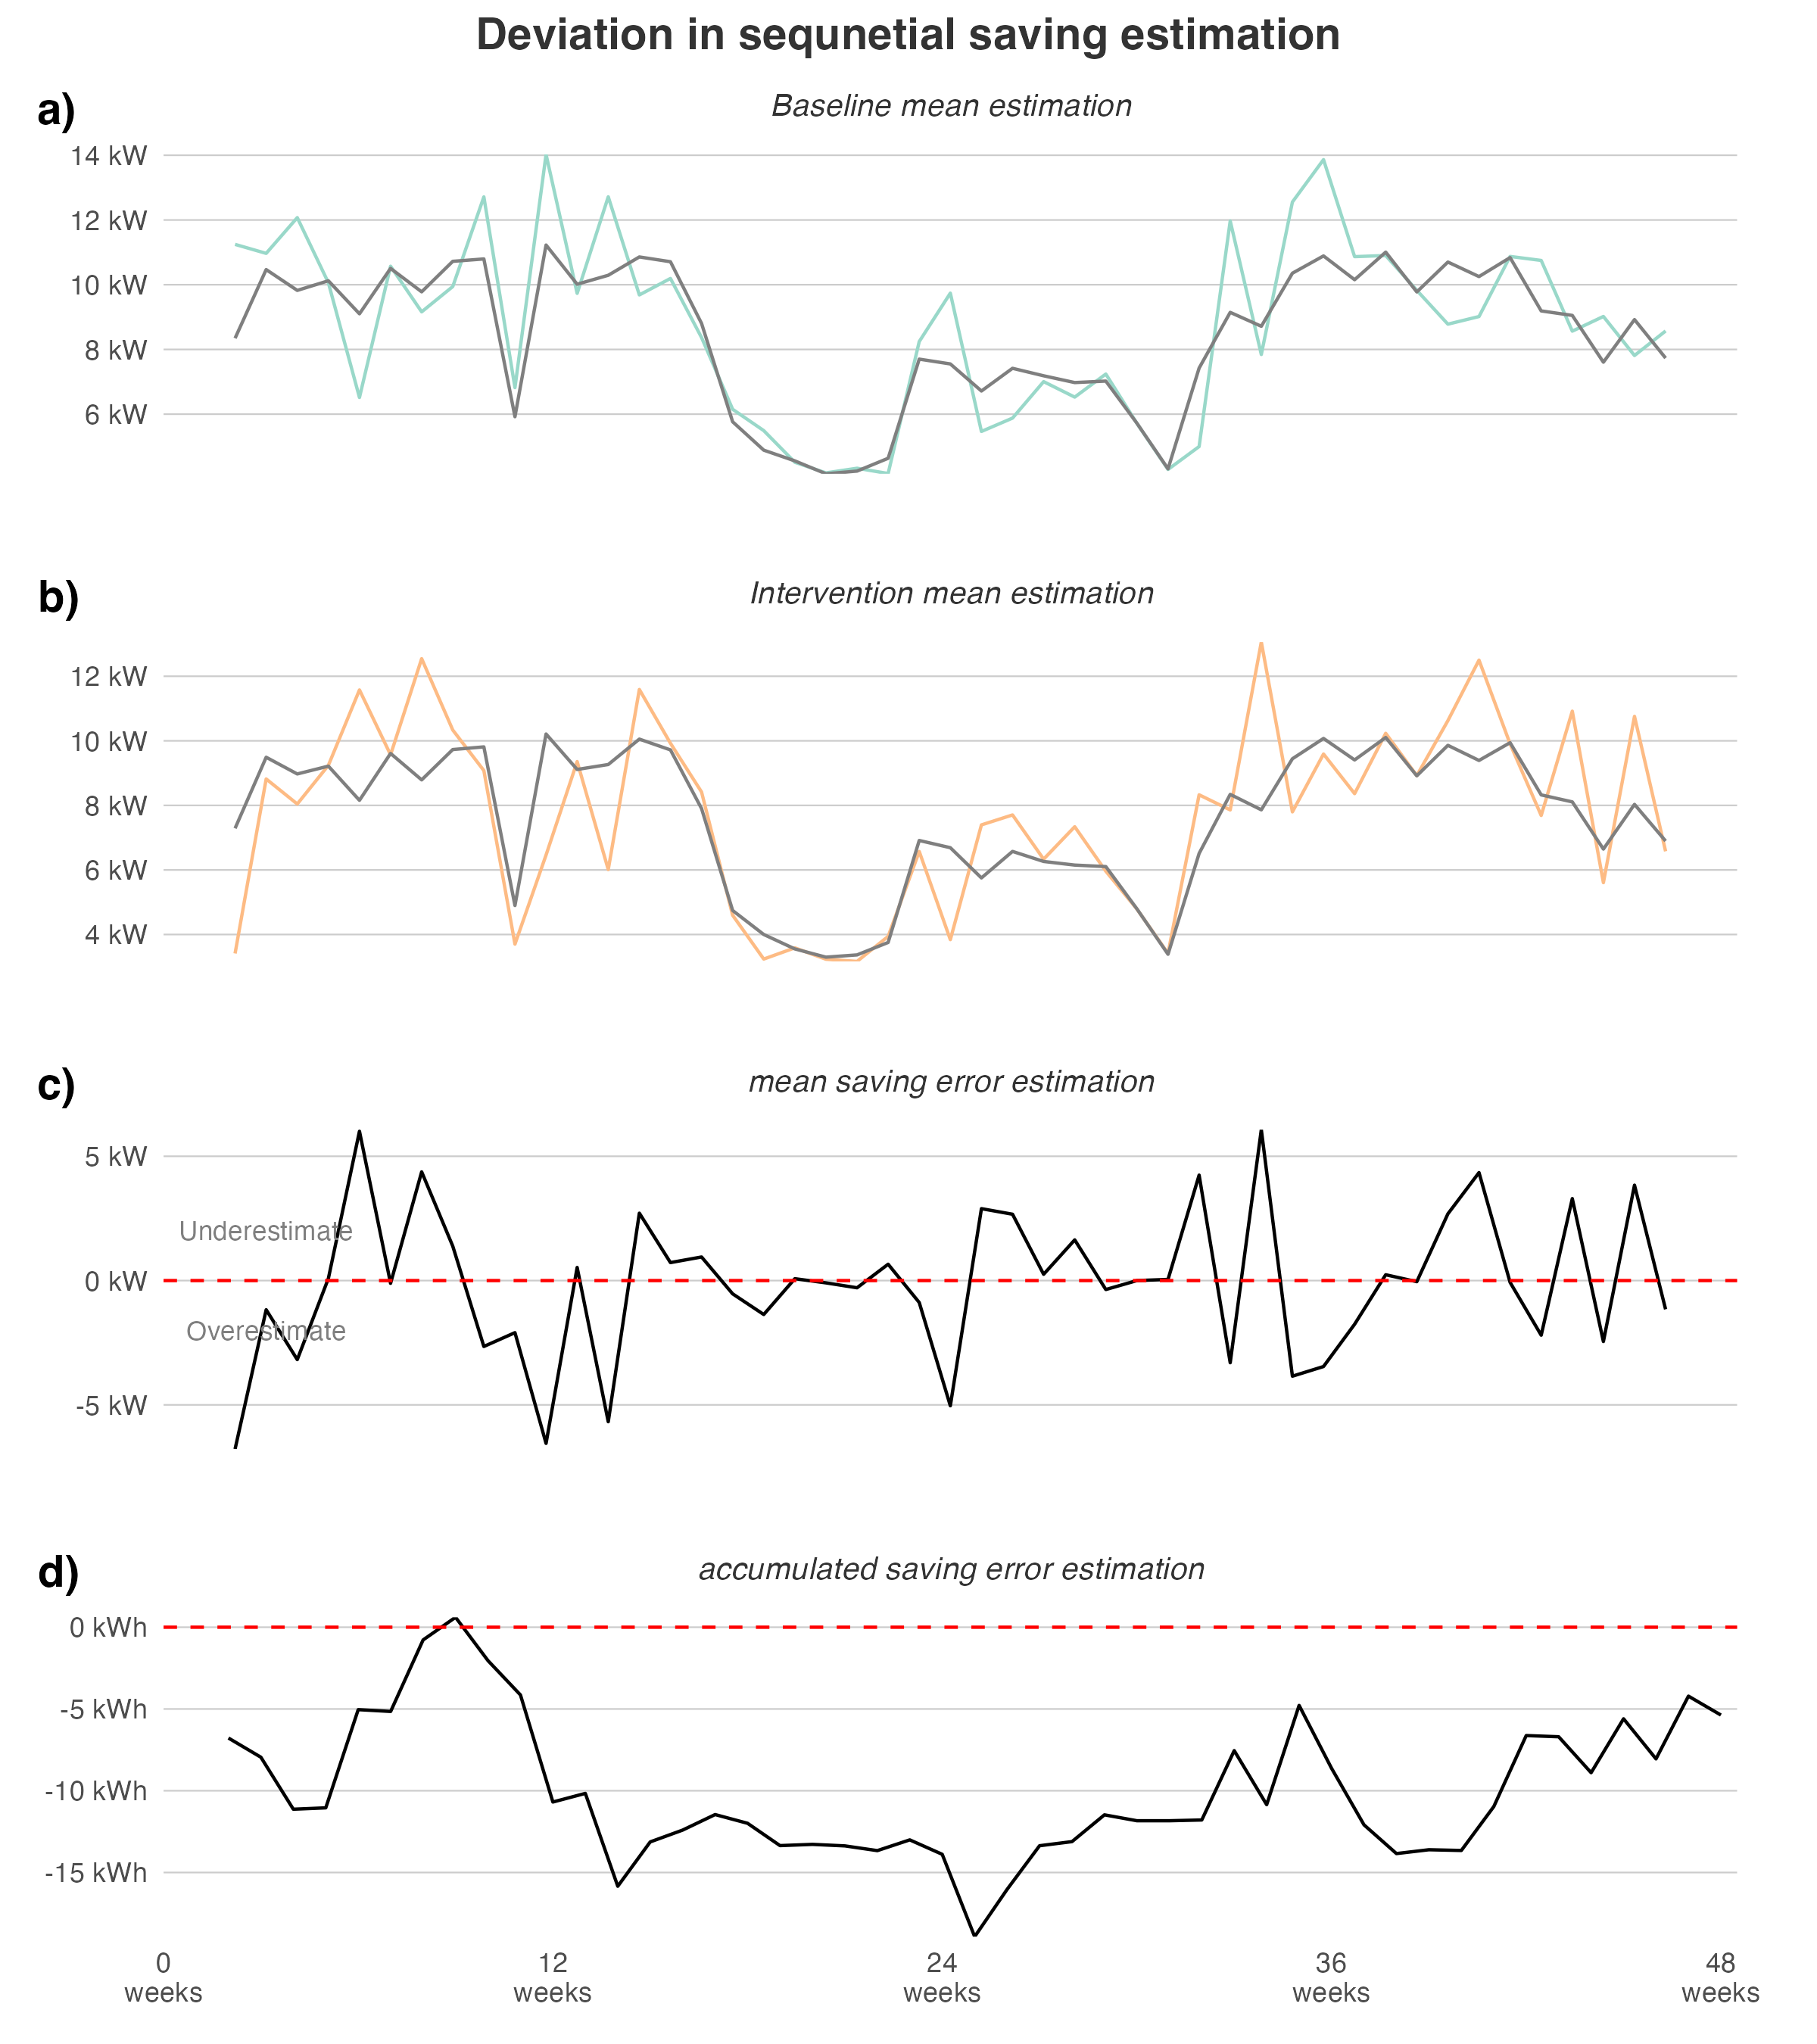 Deviation in sequnetial saving estimation
a)
Baseline mean estimation
14 kW
12 kW
10 kW
8 kW
6 kW
b)
Intervention mean estimation
12 kW
10 kW
8 kW
6 kW
4 kW
c)
mean saving error estimation
5 kW
Underestimate
0 kW
Overestimate
-5 kW
d)
accumulated saving error estimation
0 kWh
-5 kWh
-10 kWh
-15 kWh
0 12 24 36 48
weeks weeks weeks weeks weeks